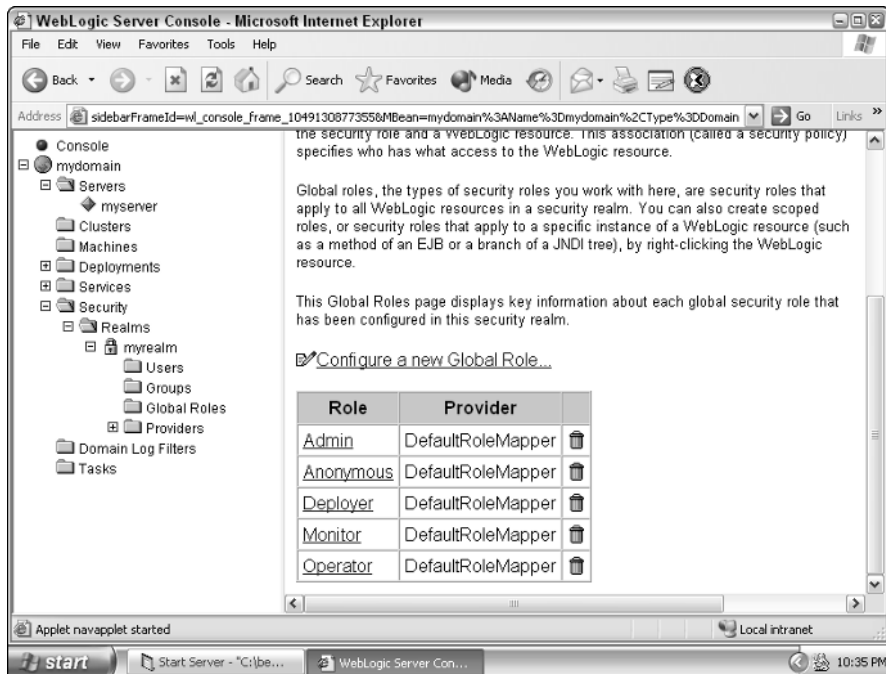 WebLogic Server Console - Microsoft Internet Explorer
File Edit View Favorites Tools Help
Back Search Favorites Media
Address sidebarFrameId=wl_console_frame_1049130877355&MBean=mydomain%3AName%3Dmydomain%2CType%3DDomain Go Links »
Console
mydomain
Servers
myserver
Clusters
Machines
Deployments
Services
Security
Realms
myrealm
Users
Groups
Global Roles
Providers
Domain Log Filters
Tasks
the security role and a WebLogic resource. This association (called a security policy)
specifies who has what access to the WebLogic resource.
Global roles, the types of security roles you work with here, are security roles that
apply to all WebLogic resources in a security realm. You can also create scoped
roles, or security roles that apply to a specific instance of a WebLogic resource (such
as a method of an EJB or a branch of a JNDI tree), by right-clicking the WebLogic
resource.
This Global Roles page displays key information about each global security role that
has been configured in this security realm.
Configure a new Global Role...
Role Provider
Admin DefaultRoleMapper
Anonymous DefaultRoleMapper
Deployer DefaultRoleMapper
Monitor DefaultRoleMapper
Operator DefaultRoleMapper
Applet navapplet started Local intranet
start Start Server - "C:\be... WebLogic Server Con... 10:35 PM